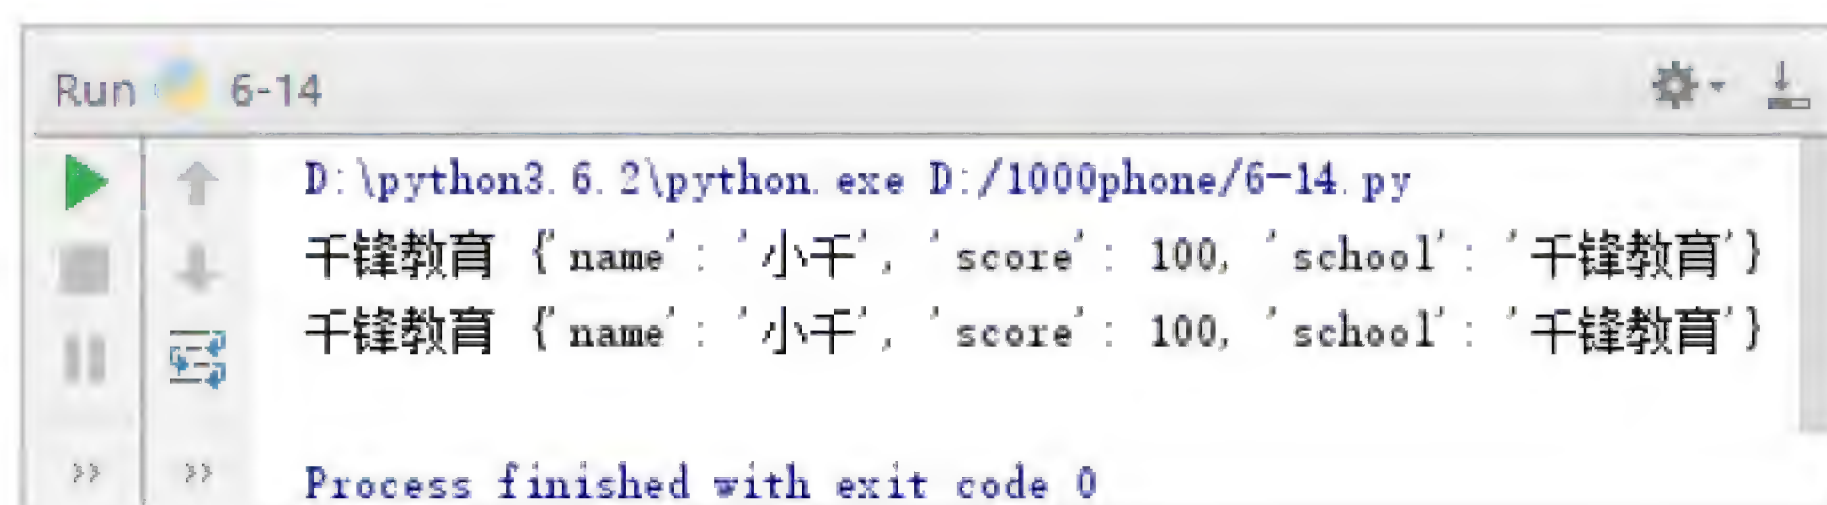 Run 6-14
D:\python3.6.2\python.exe D:/1000phone/6-14.py
千锋教育 {'name': '小千', 'score': 100, 'school': '千锋教育'}
千锋教育 {'name': '小千', 'score': 100, 'school': '千锋教育'}
Process finished with exit code 0